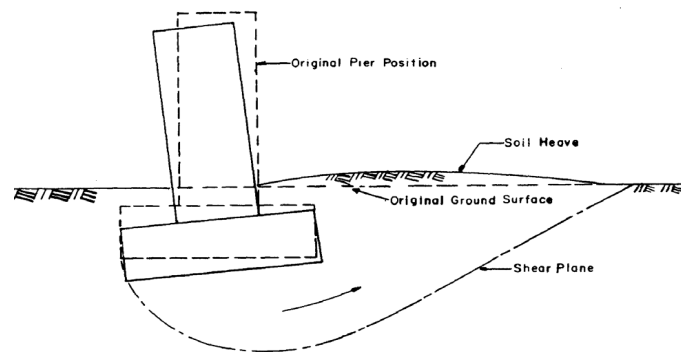 Original Pier Position
Soil Heave
Original Ground Surface
Shear Plane